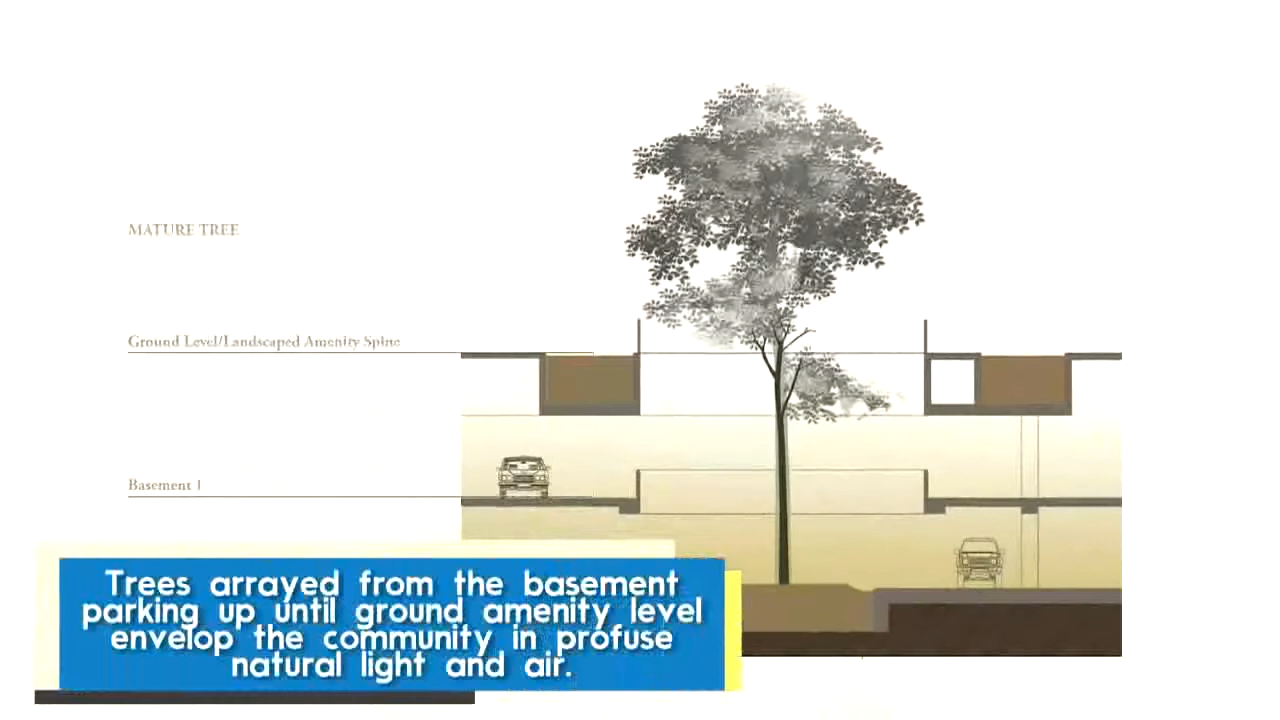 MATURE TREE
Ground Level/Landscaped Amenity Spine
Basement 1
Trees arrayed from the basement
parking up until ground amenity level
envelop the community in profuse
natural light and air.